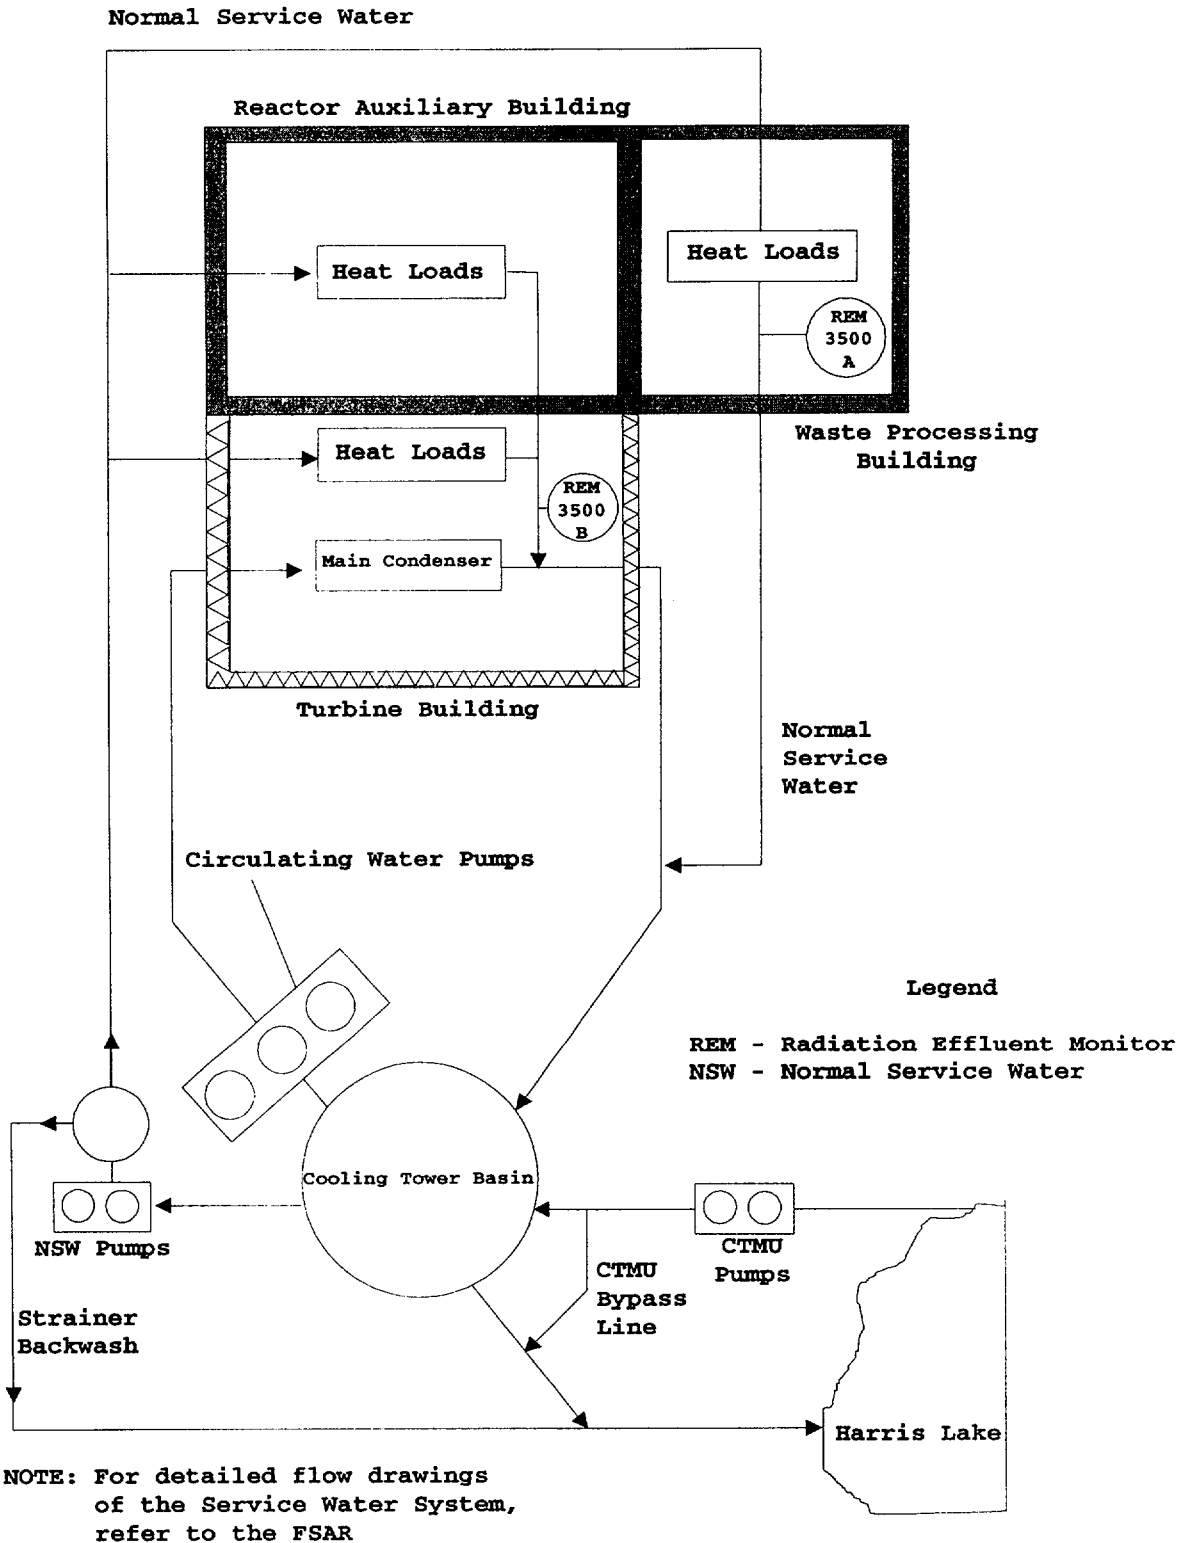 Normal Service Water
Reactor Auxiliary Building
Heat Loads
Heat Loads
REM
3500
A
Waste Processing
Building
Heat Loads
REM
3500
B
Main Condenser
Turbine Building
Normal
Service
Water
Circulating Water Pumps
Legend
REM - Radiation Effluent Monitor
NSW - Normal Service Water
Cooling Tower Basin
NSW Pumps
CTMU
Pumps
CTMU
Bypass
Line
Strainer
Backwash
Harris Lake
NOTE: For detailed flow drawings
of the Service Water System,
refer to the FSAR